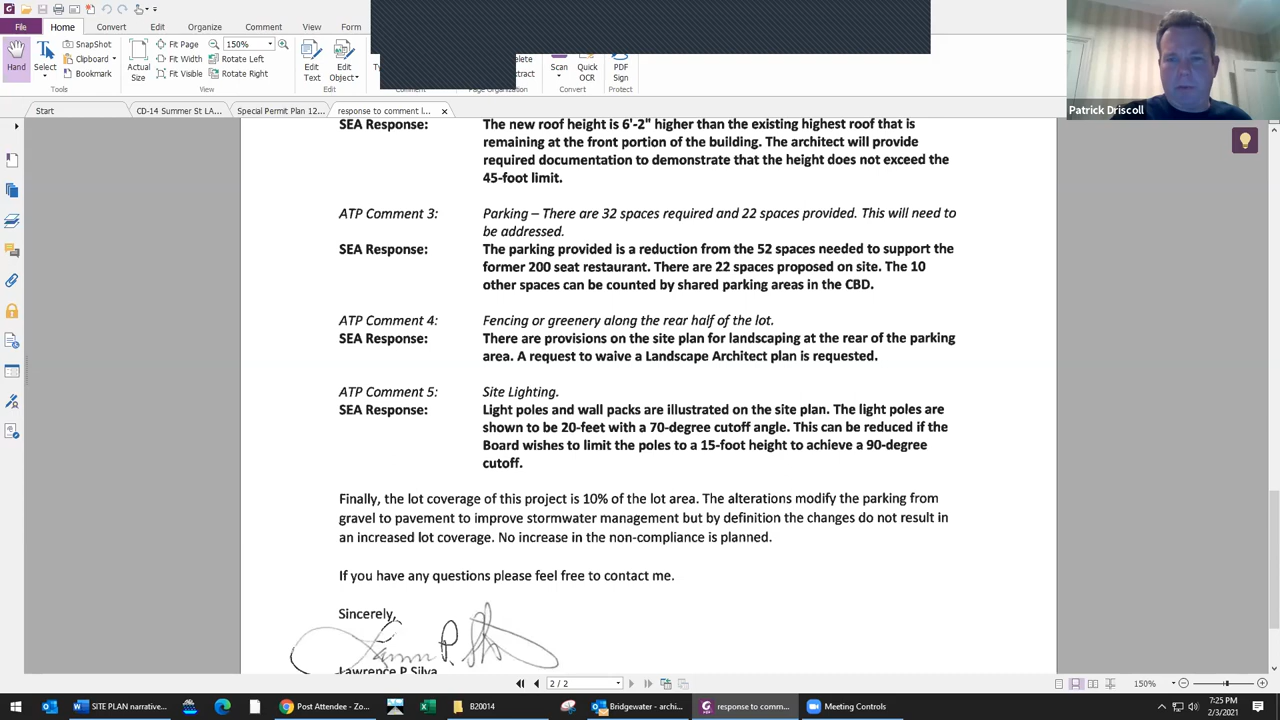 File
Home
Convert
Edit
Comment
View
Form
SnapShot
Clipboard
Bookmark
Hand
Select
Tools
Actual Size
Fit Page
Fit Width
Fit Visible
150%
Rotate Left
Rotate Right
View
Edit Text
Edit Object
Edit
Page Organization
Scan
Quick OCR
Convert
PDF Sign
Protect
Patrick Driscoll
Start
CD-14 Summer St LA...
Special Permit Plan 12...
response to comment l...
SEA Response: The new roof height is 6'-2" higher than the existing highest roof that is
remaining at the front portion of the building. The architect will provide
required documentation to demonstrate that the height does not exceed the
45-foot limit.
ATP Comment 3: Parking – There are 32 spaces required and 22 spaces provided. This will need to
be addressed.
SEA Response: The parking provided is a reduction from the 52 spaces needed to support the
former 200 seat restaurant. There are 22 spaces proposed on site. The 10
other spaces can be counted by shared parking areas in the CBD.
ATP Comment 4: Fencing or greenery along the rear half of the lot.
SEA Response: There are provisions on the site plan for landscaping at the rear of the parking
area. A request to waive a Landscape Architect plan is requested.
ATP Comment 5: Site Lighting.
SEA Response: Light poles and wall packs are illustrated on the site plan. The light poles are
shown to be 20-feet with a 70-degree cutoff angle. This can be reduced if the
Board wishes to limit the poles to a 15-foot height to achieve a 90-degree
cutoff.
Finally, the lot coverage of this project is 10% of the lot area. The alterations modify the parking from
gravel to pavement to improve stormwater management but by definition the changes do not result in
an increased lot coverage. No increase in the non-compliance is planned.
If you have any questions please feel free to contact me.
Sincerely,
Lawrence P Silva
2 / 2
150%
SITE PLAN narrative...
Post Attendee - Zo...
B20014
Bridgewater - archi...
response to comm...
Meeting Controls
7:25 PM
2/3/2021